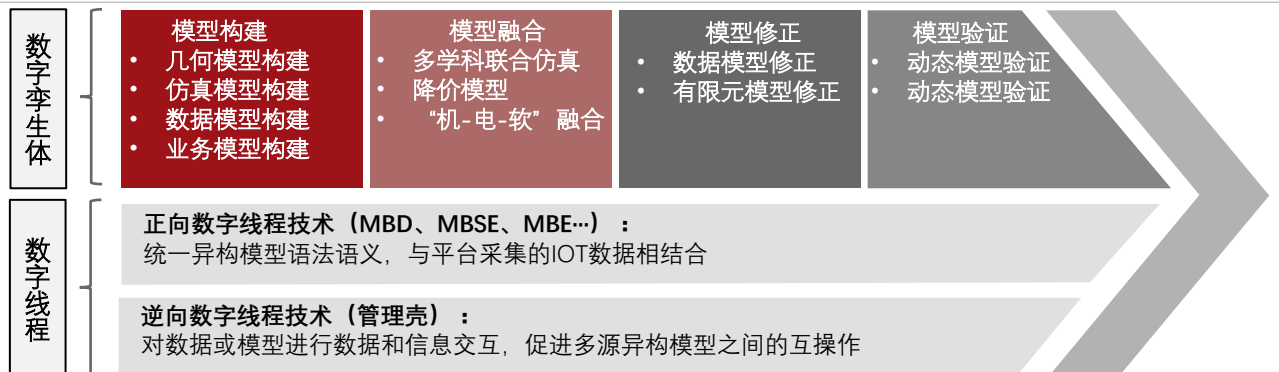 数字孪生体
模型构建
• 几何模型构建
• 仿真模型构建
• 数据模型构建
• 业务模型构建
模型融合
• 多学科联合仿真
• 降价模型
• “机-电-软”融合
模型修正
• 数据模型修正
• 有限元模型修正
模型验证
• 动态模型验证
• 动态模型验证
数字线程
正向数字线程技术（MBD、MBSE、MBE…）：
统一异构模型语法语义，与平台采集的IOT数据相结合
逆向数字线程技术（管理壳）：
对数据或模型进行数据和信息交互，促进多源异构模型之间的互操作